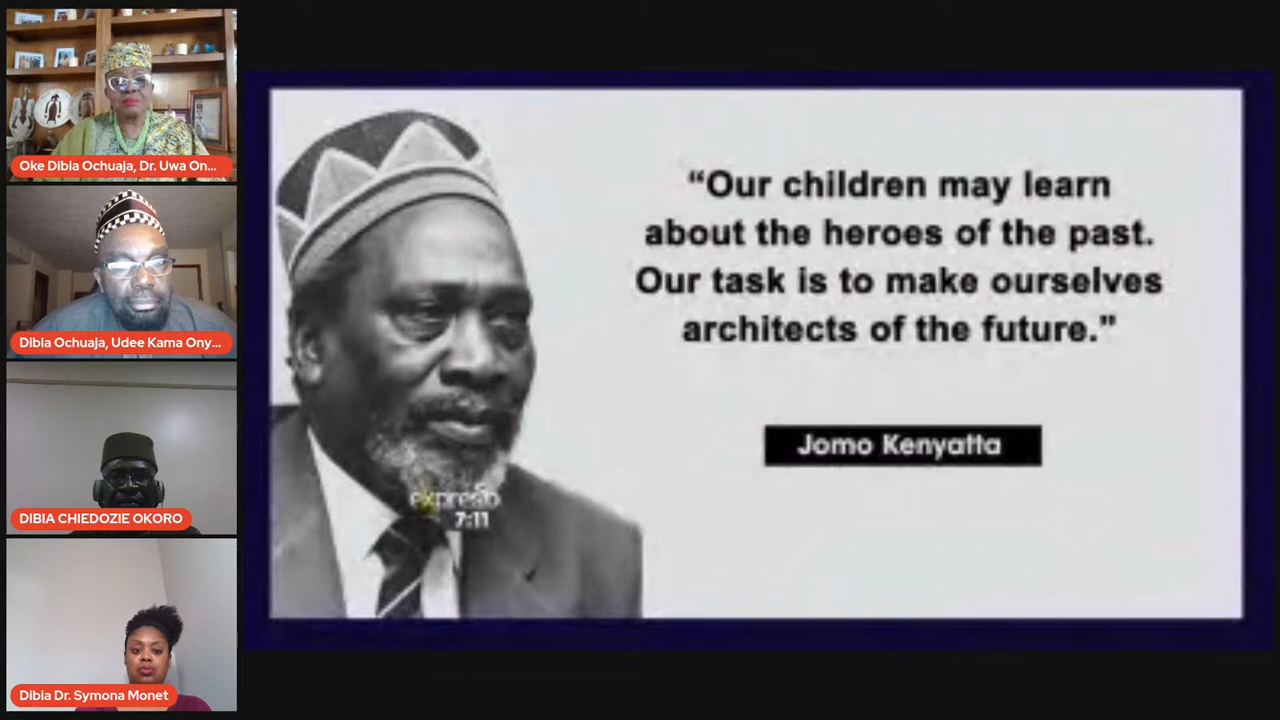 Oke Dibia Ochuaja, Dr. Uwa On...
Dibia Ochuaja, Udee Kama Ony...
DIBIA CHIEDOZIE OKORO
Dibia Dr. Symona Monet
“Our children may learn
about the heroes of the past.
Our task is to make ourselves
architects of the future.”
Jomo Kenyatta
expresso
7:11